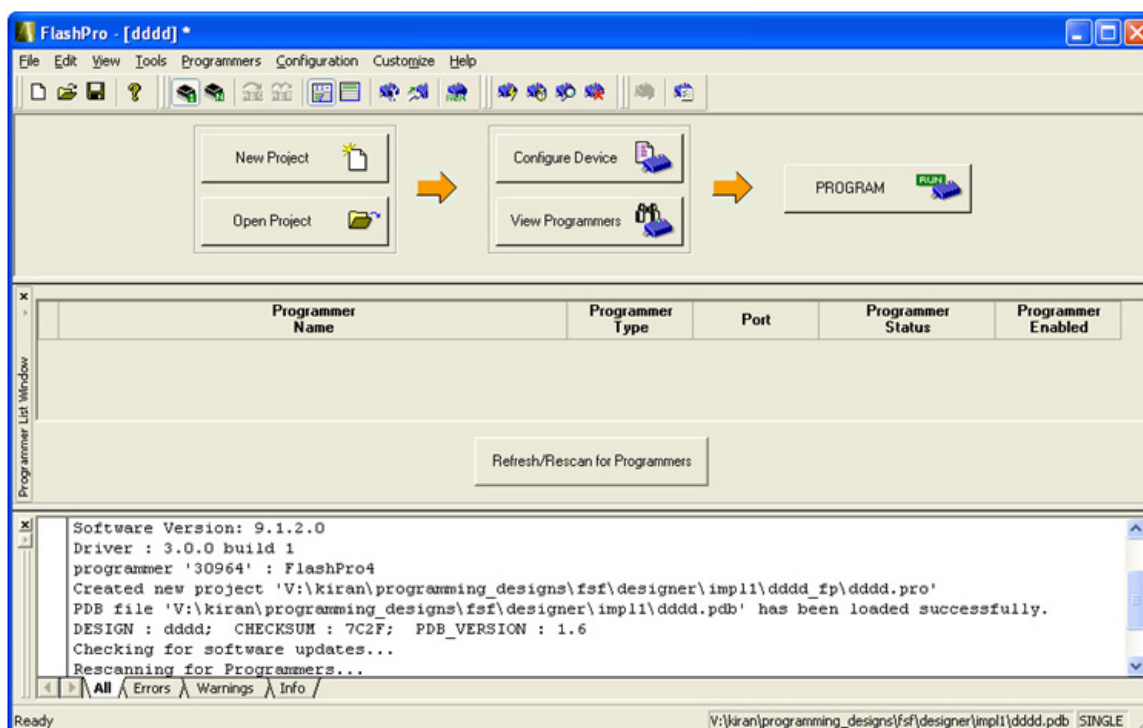 FlashPro - [dddd] *
File Edit View Tools Programmers Configuration Customize Help
New Project
Open Project
Configure Device
View Programmers
PROGRAM
RUN
Programmer List Window
Programmer Name
Programmer Type
Port
Programmer Status
Programmer Enabled
Refresh/Rescan for Programmers
Software Version: 9.1.2.0
Driver : 3.0.0 build 1
programmer '30964' : FlashPro4
Created new project 'V:\kiran\programming_designs\fsf\designer\impl1\dddd_fp\dddd.pro'
PDB file 'V:\kiran\programming_designs\fsf\designer\impl1\dddd.pdb' has been loaded successfully.
DESIGN : dddd; CHECKSUM : 7C2F; PDB_VERSION : 1.6
Checking for software updates...
Rescanning for Programmers...
All Errors Warnings Info
Ready
V:\kiran\programming_designs\fsf\designer\impl1\dddd.pdb SINGLE